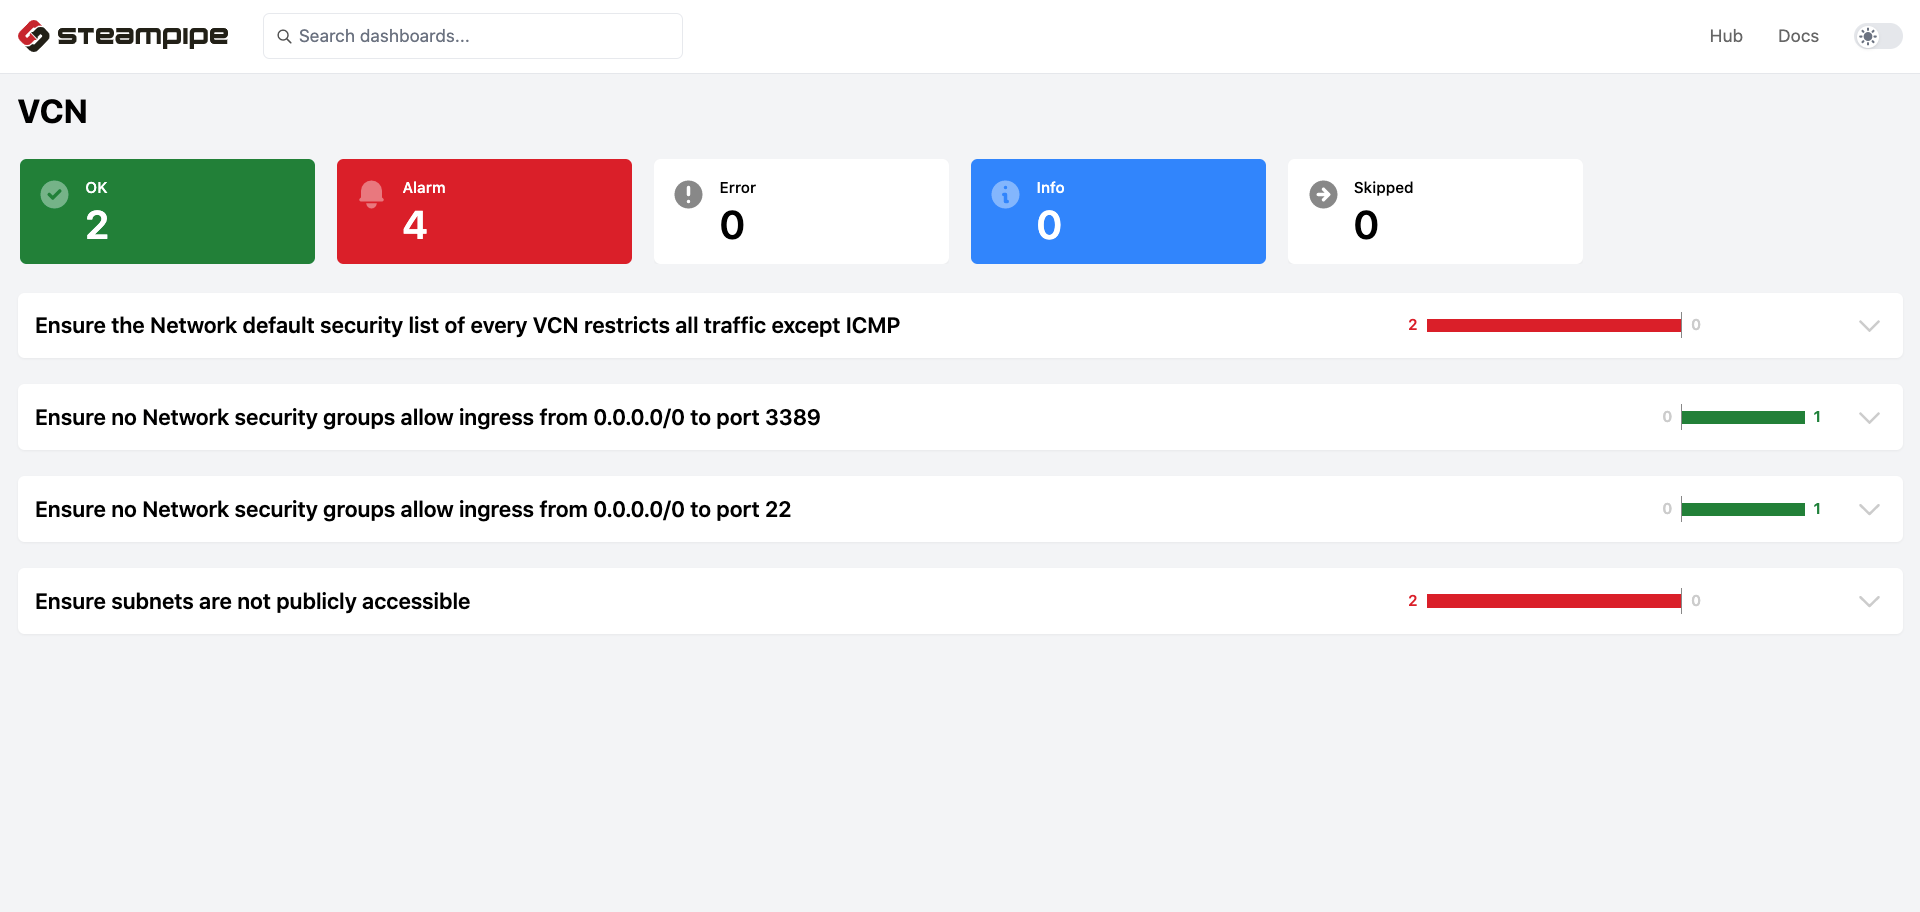 steampipe
Search dashboards...
Hub
Docs
VCN
OK
2
Alarm
4
Error
0
Info
0
Skipped
0
Ensure the Network default security list of every VCN restricts all traffic except ICMP
2
0
Ensure no Network security groups allow ingress from 0.0.0.0/0 to port 3389
0
1
Ensure no Network security groups allow ingress from 0.0.0.0/0 to port 22
0
1
Ensure subnets are not publicly accessible
2
0